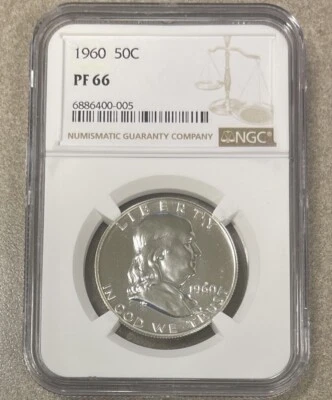 1960 50C
PF 66
6886400-005
NUMISMATIC GUARANTY COMPANY
NGC
LIBERTY
1960
IN GOD WE TRUST